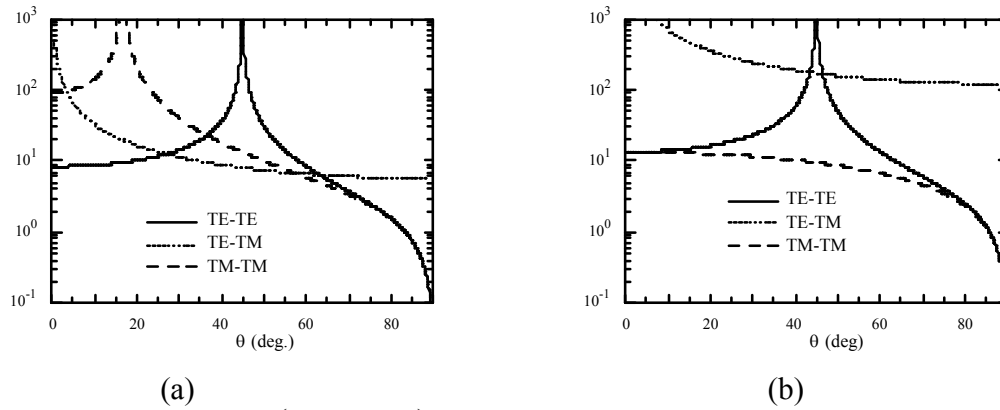 10³
10²
10¹
10⁰
10⁻¹
TE-TE
TE-TM
TM-TM
0 20 40 60 80
θ (deg.)
(a)
10³
10²
10¹
10⁰
10⁻¹
TE-TE
TE-TM
TM-TM
0 20 40 60 80
θ (deg)
(b)